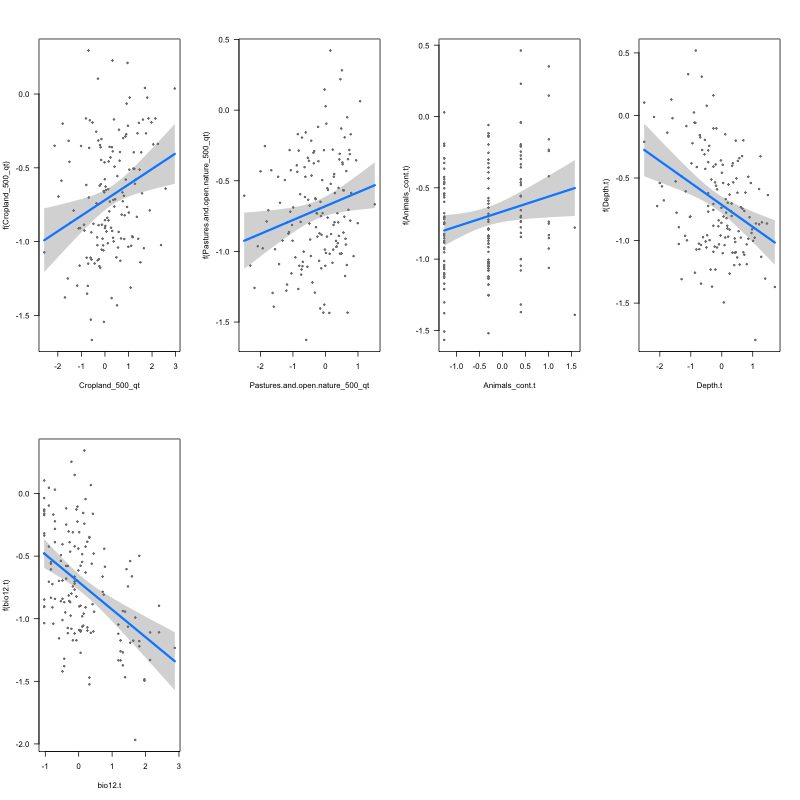 f(Cropland_500_qt)
0.0
-0.5
-1.0
-1.5
-2 -1 0 1 2 3
Cropland_500_qt
f(Pastures.and.open.nature_500_qt)
0.5
0.0
-0.5
-1.0
-1.5
-2 -1 0 1
Pastures.and.open.nature_500_qt
f(Animals_cont.t)
0.5
0.0
-0.5
-1.0
-1.5
-1.0 -0.5 0.0 0.5 1.0 1.5
Animals_cont.t
f(Depth.t)
0.5
0.0
-0.5
-1.0
-1.5
-2 -1 0 1
Depth.t
f(bio12.t)
0.0
-0.5
-1.0
-1.5
-2.0
-1 0 1 2 3
bio12.t